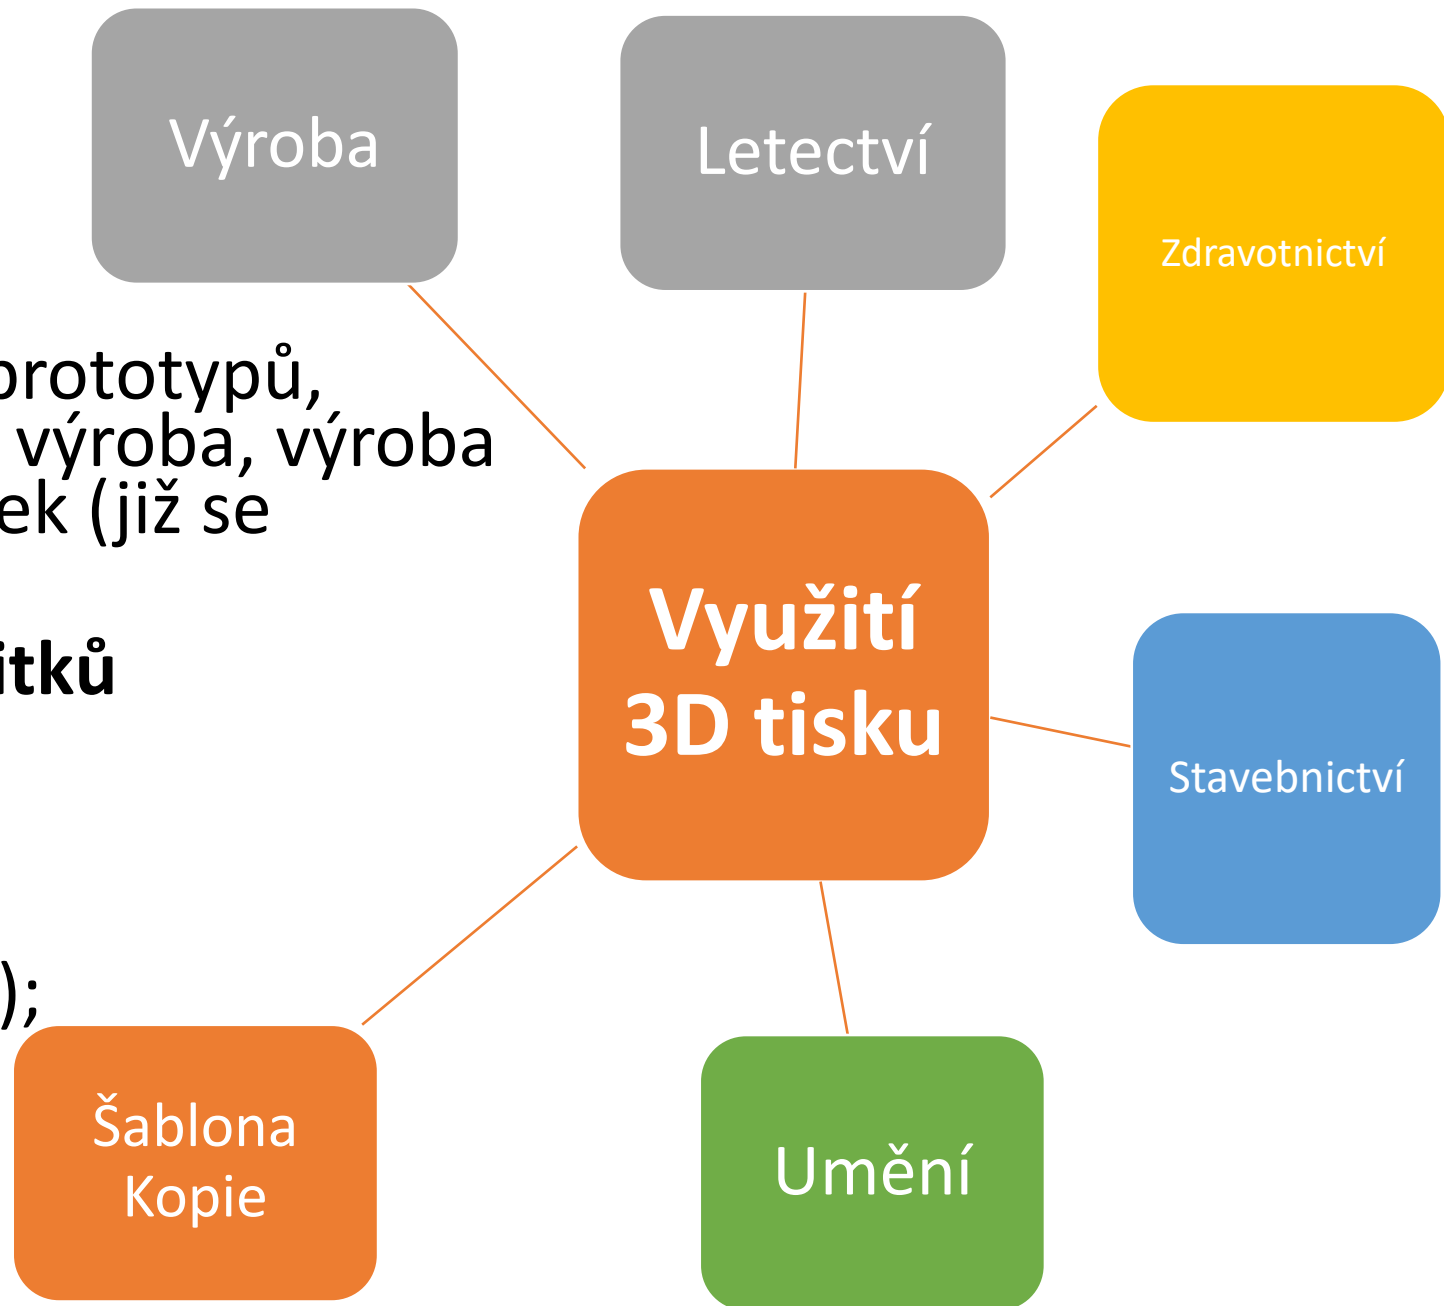 Výroba
Letectví
Zdravotnictví
prototypů,
výroba, výroba
ek (již se
Využití
3D tisku
itků
Stavebnictví
);
Šablona
Kopie
Umění